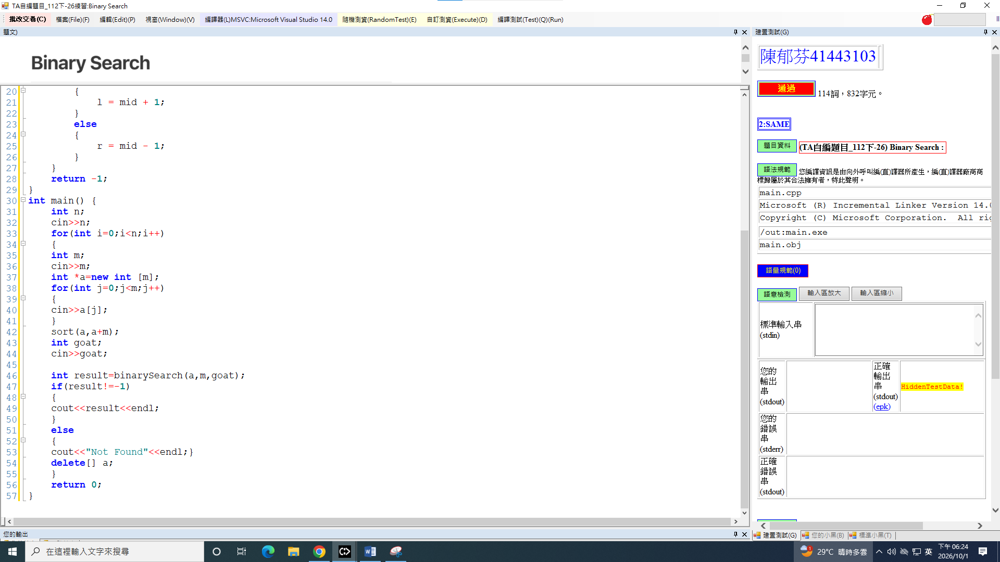 TA自編題目_112下-26練習:Binary Search
批改交卷(C) 檔案(File)(F) 編輯(Edit)(P) 視窗(Window)(V) 編譯器(L)MSVC:Microsoft Visual Studio 14.0 隨機測資(RandomTest)(E) 自訂測資(Execute)(D) 編譯測試(Test)(Q)(Run)
題文)
Binary Search
20 {
21 l = mid + 1;
22 }
23 else
24 {
25 r = mid - 1;
26 }
27 }
28 return -1;
29 }
30 int main() {
31 int n;
32 cin>>n;
33 for(int i=0;i<n;i++)
34 {
35 int m;
36 cin>>m;
37 int *a=new int [m];
38 for(int j=0;j<m;j++)
39 {
40 cin>>a[j];
41 }
42 sort(a,a+m);
43 int goat;
44 cin>>goat;
45
46 int result=binarySearch(a,m,goat);
47 if(result!=-1)
48 {
49 cout<<result<<endl;
50 }
51 else
52 {
53 cout<<"Not Found"<<endl;}
54 delete[] a;
55 }
56 return 0;
57 }
您的輸出
建置測試(G)
陳郁芬41443103
通過 114詞，832字元。
2:SAME
題目資料 (TA自編題目_112下-26) Binary Search :
語法規範 您編譯資訊是由向外呼叫編(直)譯器所產生，編(直)譯器廠商商
標歸屬於其合法擁有者，特此聲明。
main.cpp
Microsoft (R) Incremental Linker Version 14.0
Copyright (C) Microsoft Corporation.  All rig
/out:main.exe
main.obj
語量規範(0)
語意檢測 輸入區放大 輸入區縮小
標準輸入串
(stdin)
您的
輸出
串
(stdout)
正確
輸出
串
(stdout)
(epk)
HiddenTestData!
您的
錯誤
串
(stderr)
正確
錯誤
串
(stdout)
建置測試(G) 您的小黑(B) 標準小黑(T)
在這裡輸入文字來搜尋
29°C 晴時多雲
英
下午 06:24
2026/10/1